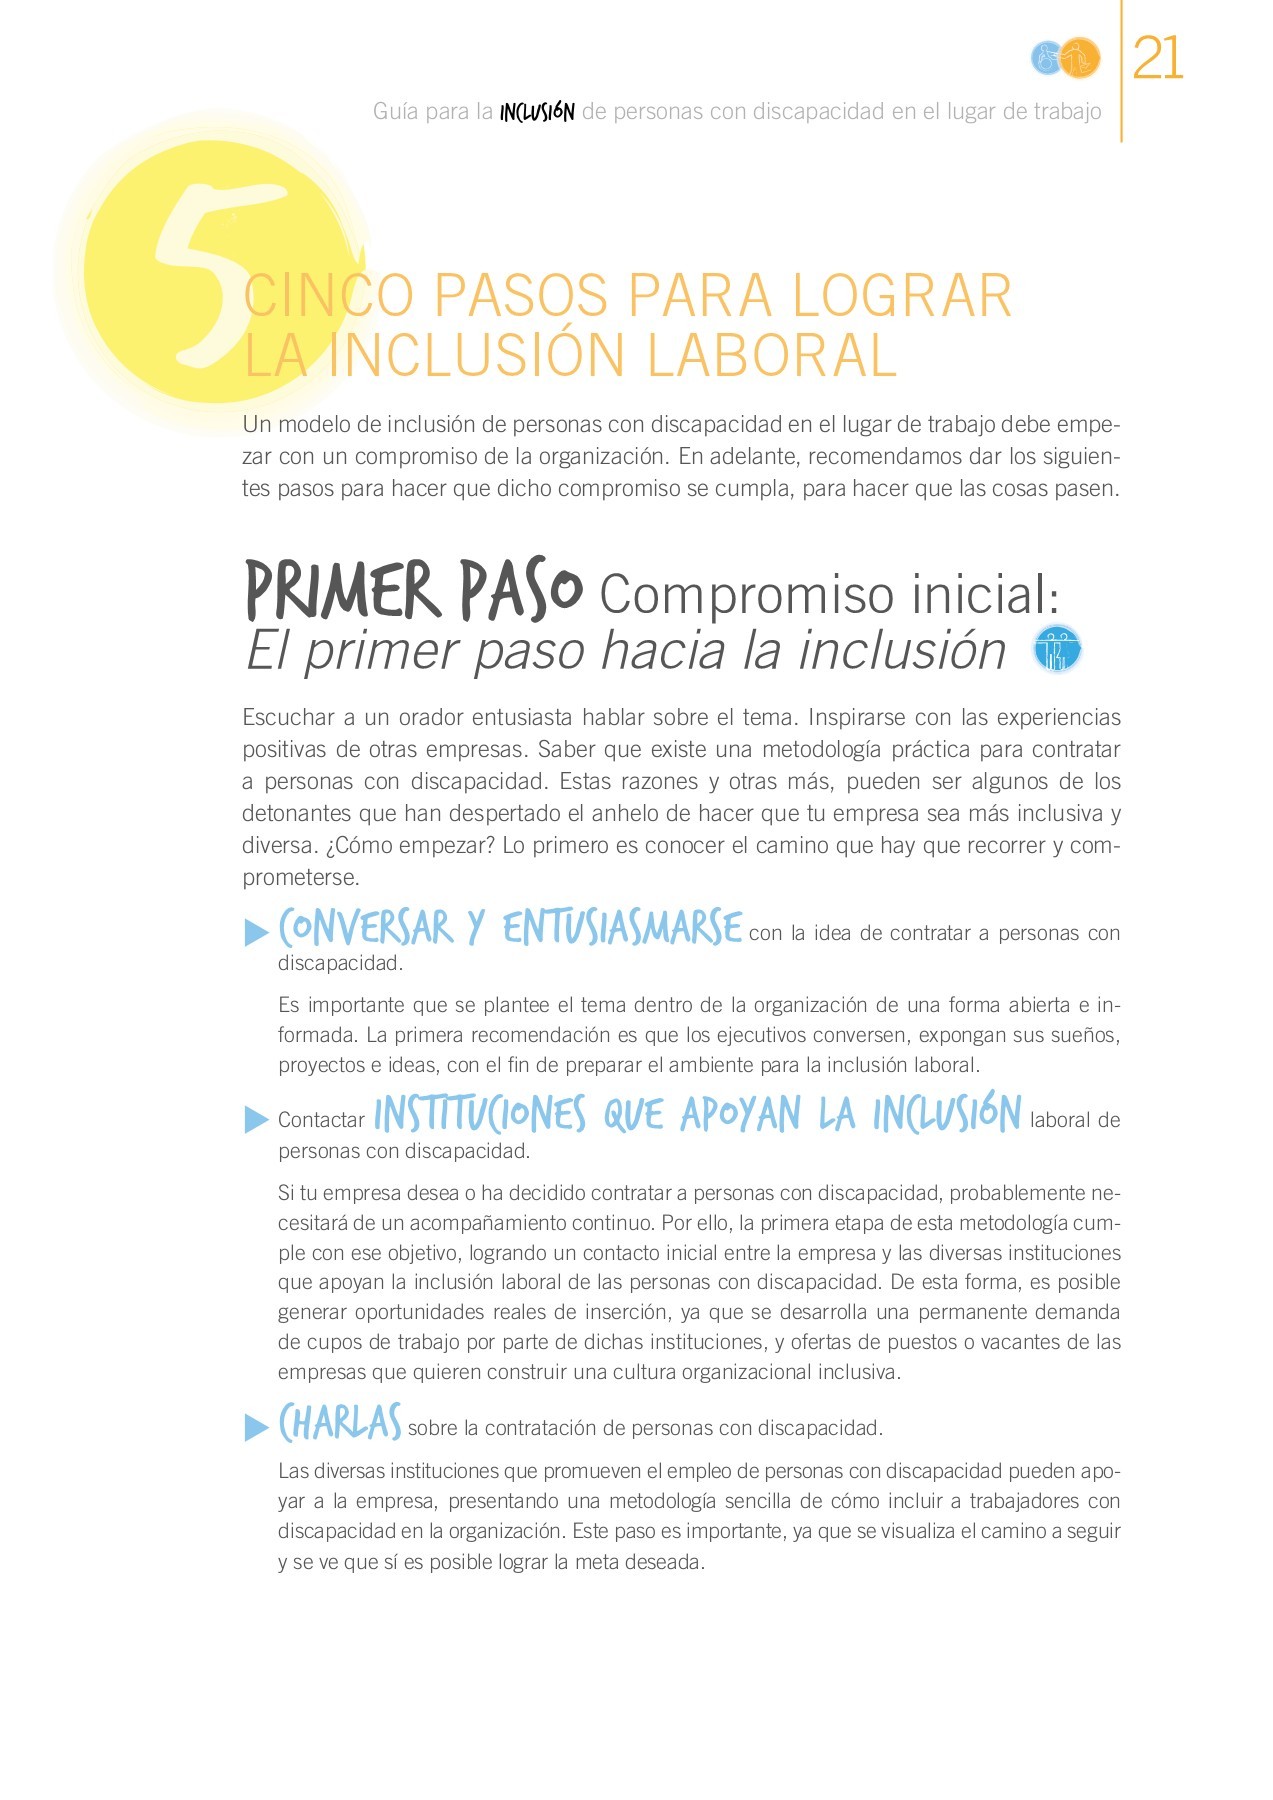 21
Guía para la INCLUSIÓN de personas con discapacidad en el lugar de trabajo
5
CINCO PASOS PARA LOGRAR
LA INCLUSIÓN LABORAL
Un modelo de inclusión de personas con discapacidad en el lugar de trabajo debe empe-
zar con un compromiso de la organización. En adelante, recomendamos dar los siguien-
tes pasos para hacer que dicho compromiso se cumpla, para hacer que las cosas pasen.
PRIMER PASO Compromiso inicial:
El primer paso hacia la inclusión
Escuchar a un orador entusiasta hablar sobre el tema. Inspirarse con las experiencias
positivas de otras empresas. Saber que existe una metodología práctica para contratar
a personas con discapacidad. Estas razones y otras más, pueden ser algunos de los
detonantes que han despertado el anhelo de hacer que tu empresa sea más inclusiva y
diversa. ¿Cómo empezar? Lo primero es conocer el camino que hay que recorrer y com-
prometerse.
CONVERSAR Y ENTUSIASMARSE con la idea de contratar a personas con
discapacidad.
Es importante que se plantee el tema dentro de la organización de una forma abierta e in-
formada. La primera recomendación es que los ejecutivos conversen, expongan sus sueños,
proyectos e ideas, con el fin de preparar el ambiente para la inclusión laboral.
Contactar INSTITUCIONES QUE APOYAN LA INCLUSIÓN laboral de
personas con discapacidad.
Si tu empresa desea o ha decidido contratar a personas con discapacidad, probablemente ne-
cesitará de un acompañamiento continuo. Por ello, la primera etapa de esta metodología cum-
ple con ese objetivo, logrando un contacto inicial entre la empresa y las diversas instituciones
que apoyan la inclusión laboral de las personas con discapacidad. De esta forma, es posible
generar oportunidades reales de inserción, ya que se desarrolla una permanente demanda
de cupos de trabajo por parte de dichas instituciones, y ofertas de puestos o vacantes de las
empresas que quieren construir una cultura organizacional inclusiva.
CHARLAS sobre la contratación de personas con discapacidad.
Las diversas instituciones que promueven el empleo de personas con discapacidad pueden apo-
yar a la empresa, presentando una metodología sencilla de cómo incluir a trabajadores con
discapacidad en la organización. Este paso es importante, ya que se visualiza el camino a seguir
y se ve que sí es posible lograr la meta deseada.